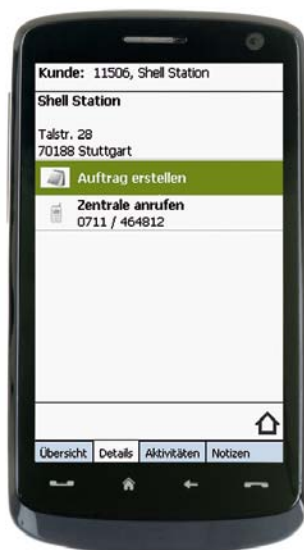 Kunde: 11506, Shell Station
Shell Station
Talstr. 28
70188 Stuttgart
Auftrag erstellen
Zentrale anrufen
0711 / 464812
Übersicht Details Aktivitäten Notizen